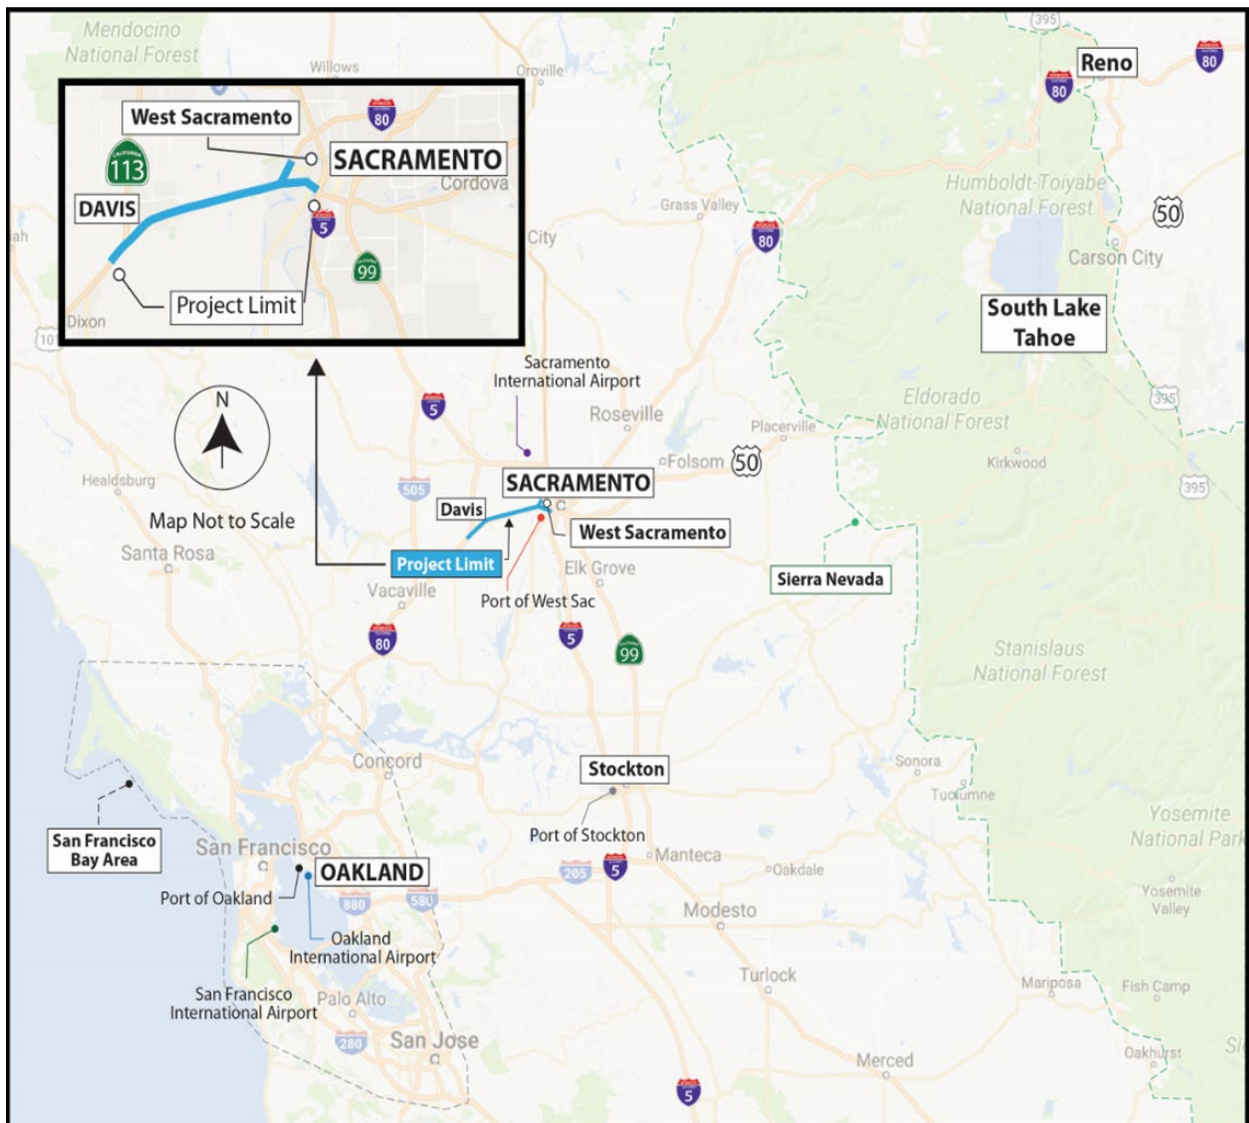 Mendocino
National Forest
Willows
Oroville
395
Reno
80
80
West Sacramento
80
SACRAMENTO
CALIFORNIA
113
Cordova
DAVIS
5
99
Project Limit
Dixon
101
Grass Valley
City
80
Humboldt-Toiyabe
National Forest
50
Carson City
South Lake
Tahoe
Sacramento
International Airport
N
5
Roseville
Placerville
Eldorado
National Forest
395
Folsom
50
Kirkwood
395
Healdsburg
505
SACRAMENTO
Davis
Map Not to Scale
West Sacramento
Santa Rosa
Project Limit
Elk Grove
Sierra Nevada
Vacaville
Port of West Sac
80
5
99
Stanislaus
National Forest
Concord
Stockton
Sonora
Tuolumne
San Francisco
Bay Area
Port of Stockton
Yosemite
National Park
San Francisco
OAKLAND
205
5
Manteca
Oakdale
Port of Oakland
880
580
Yosemite
Valley
Modesto
Oakland
International Airport
San Francisco
International Airport
Palo Alto
Turlock
Mariposa
Fish Camp
280
San Jose
Merced
Oakhurst
5